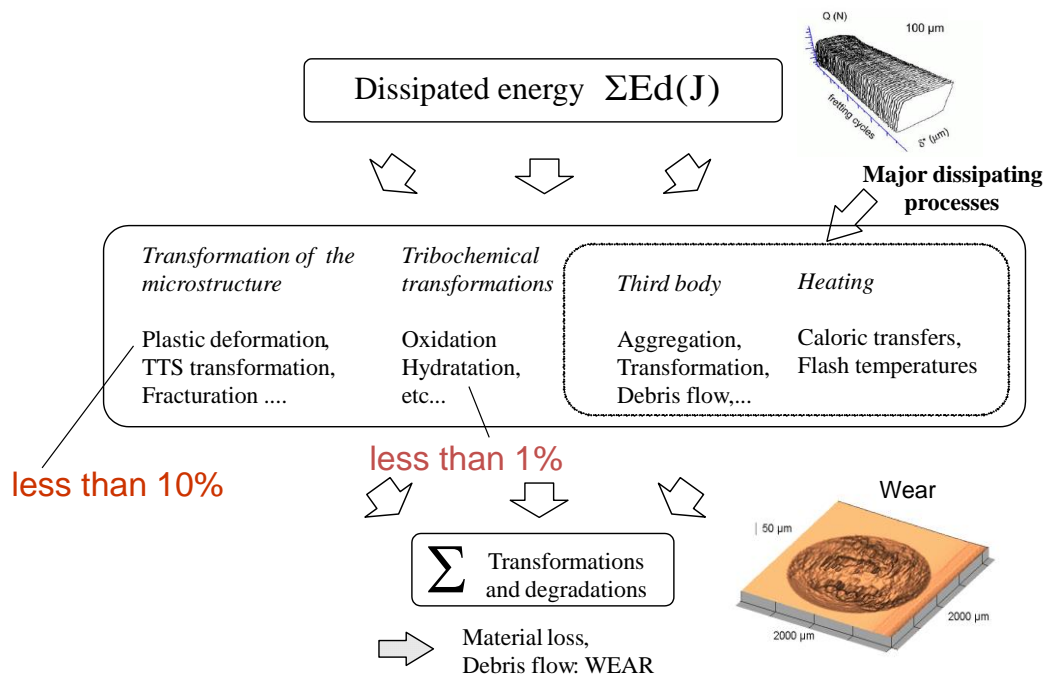 Q (N)
100 µm
fretting cycles
δ* (µm)
Dissipated energy ΣEd(J)
Major dissipating
processes
Transformation of the
microstructure
Plastic deformation,
TTS transformation,
Fracturation ....
Tribochemical
transformations
Oxidation
Hydratation,
etc...
Third body
Aggregation,
Transformation,
Debris flow,...
Heating
Caloric transfers,
Flash temperatures
less than 10%
less than 1%
Wear
50 µm
2000 µm
2000 µm
Σ Transformations
and degradations
Material loss,
Debris flow: WEAR